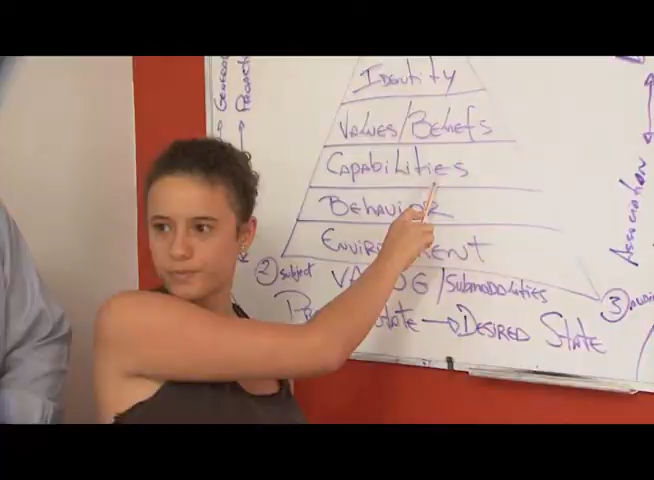 Identity
Values/Beliefs
Capabilities
Behavior
Environment
② subject
VAKOG/Submodalities
State → Desired State
Association
③